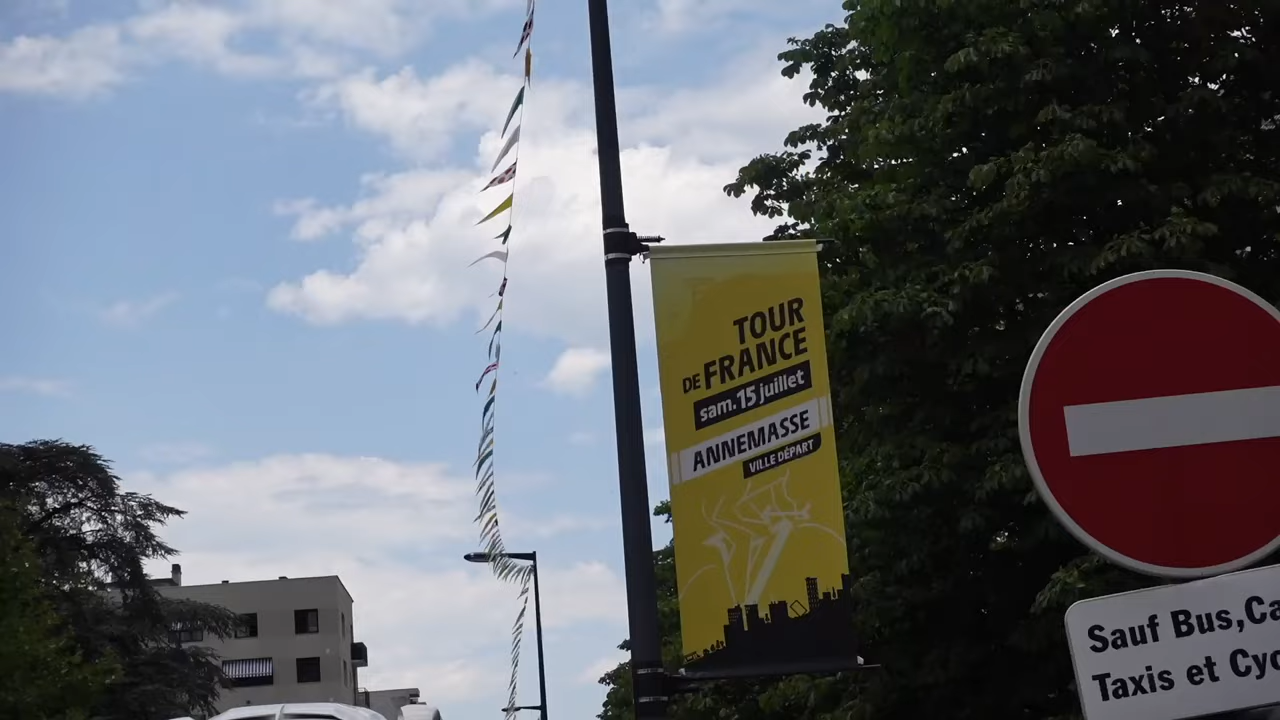 TOUR
DE FRANCE
sam. 15 juillet
ANNEMASSE
VILLE DÉPART
Sauf Bus,
Taxis et